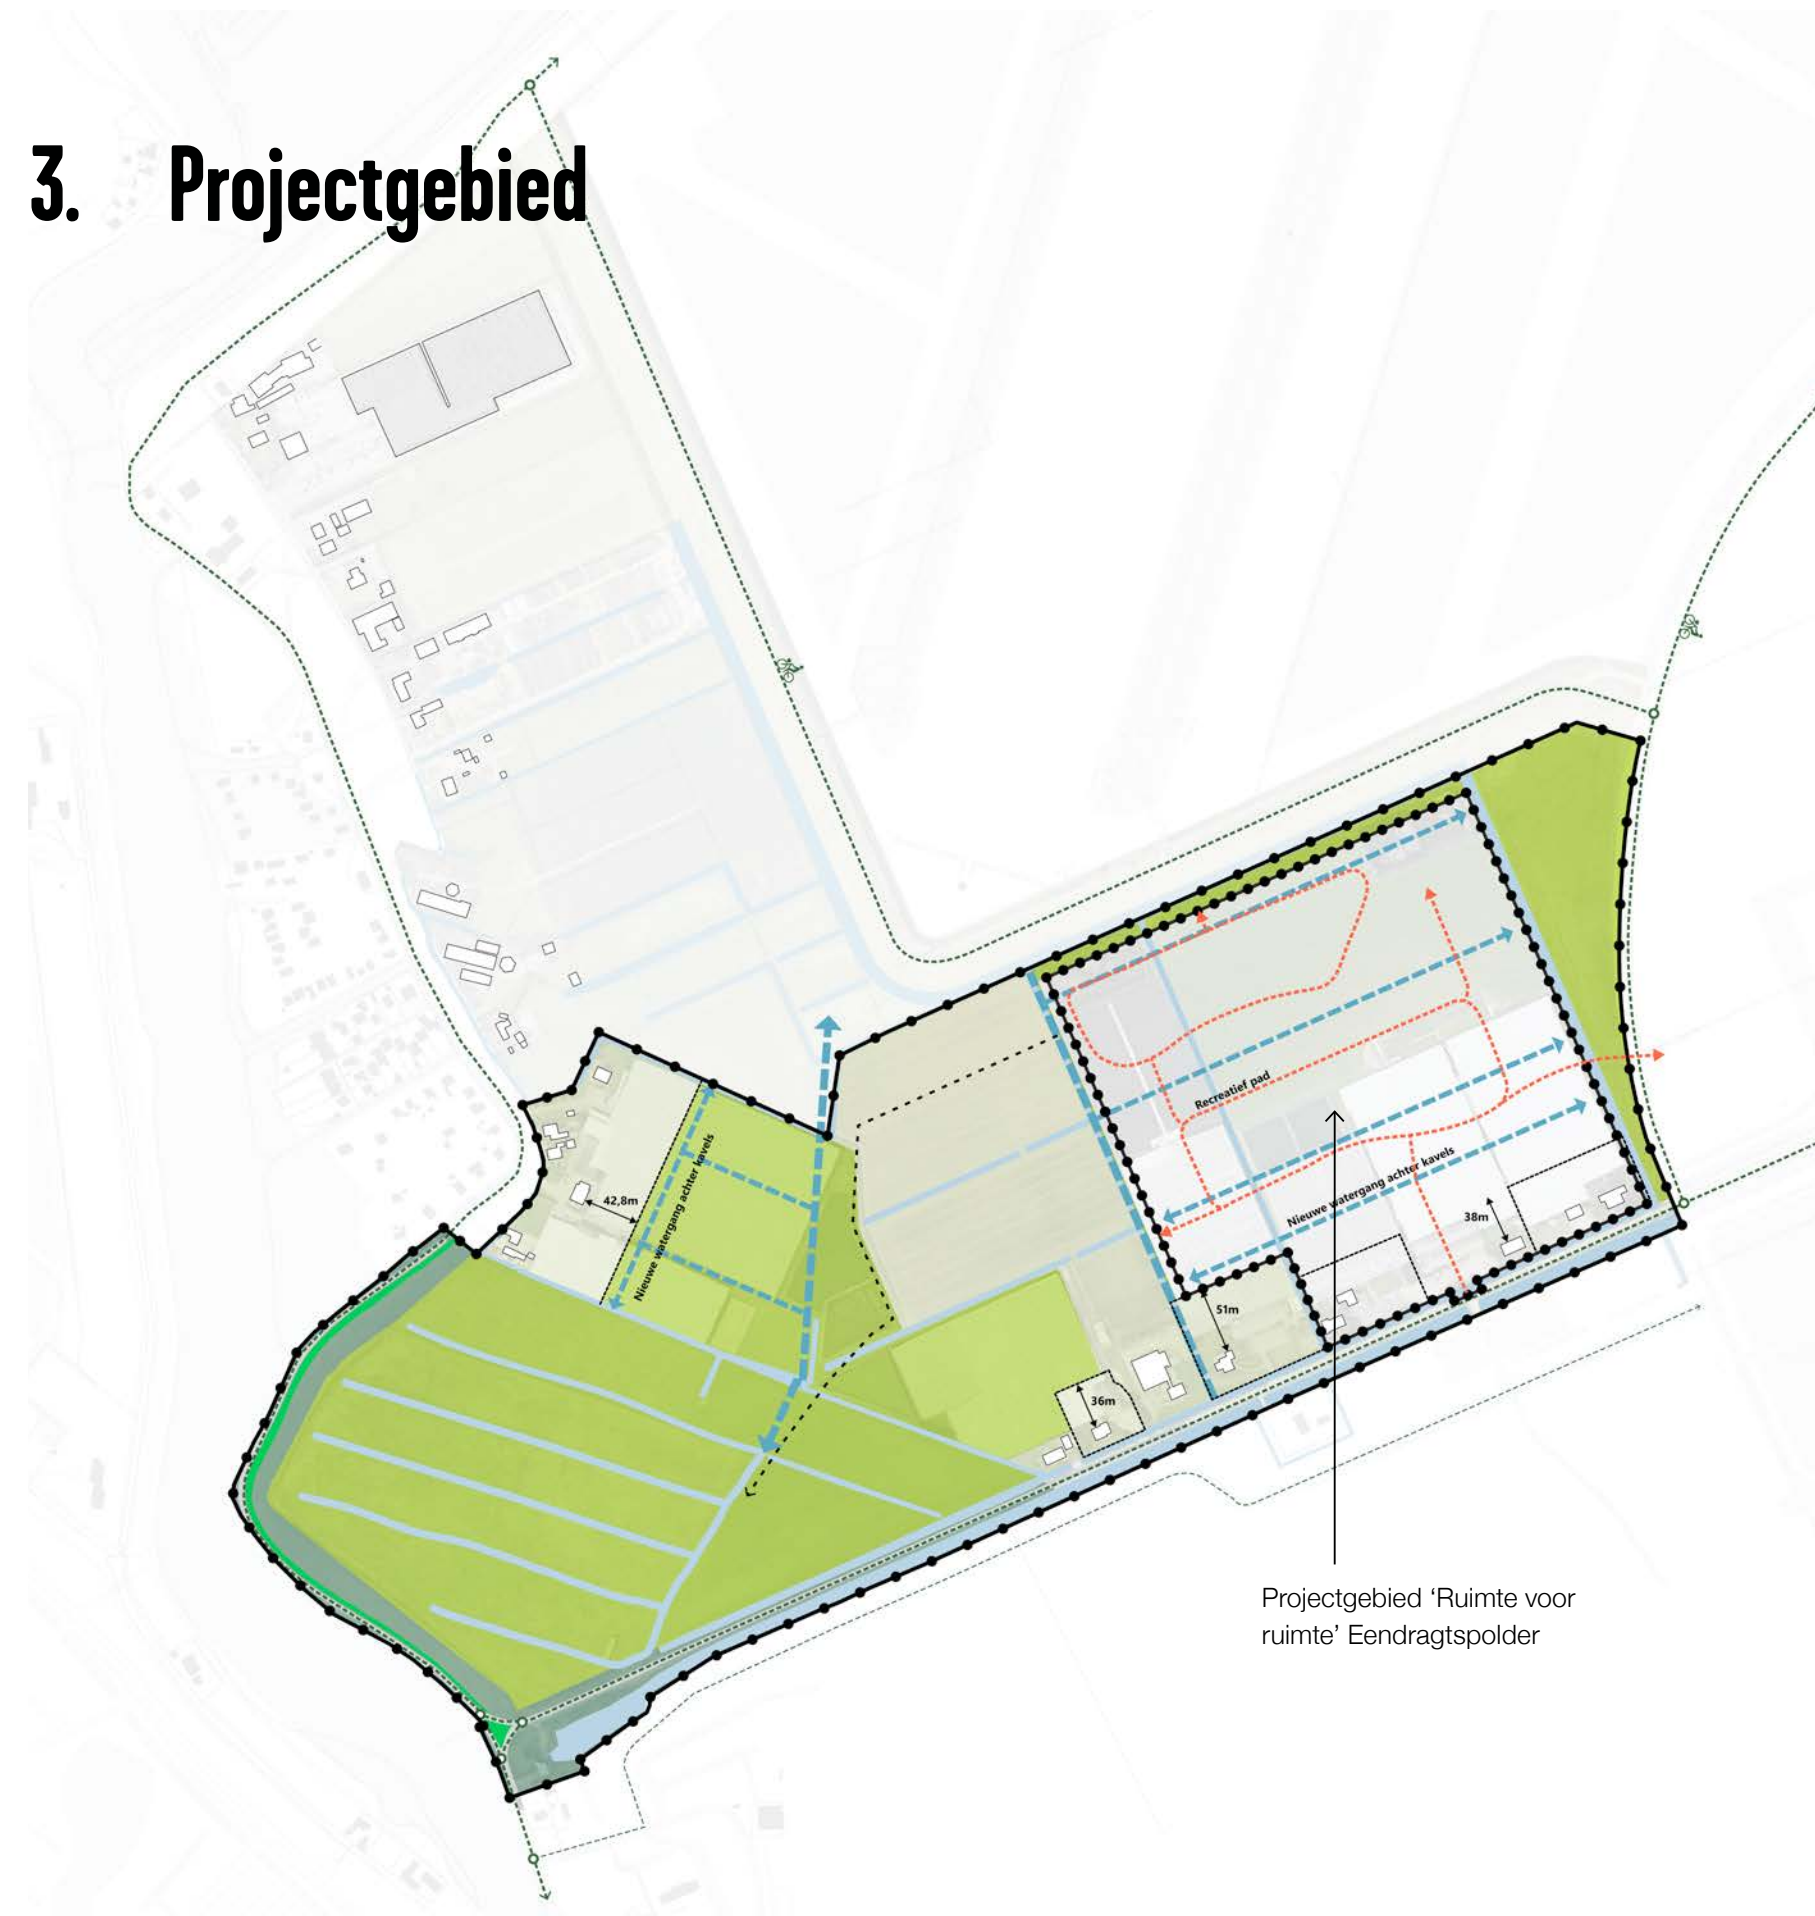 3. Projectgebied
Recreatief pad
Nieuwe watergang achter kavels
42,8m
Nieuwe watergang achter kavels
38m
51m
36m
Projectgebied ‘Ruimte voor
ruimte’ Eendragtspolder